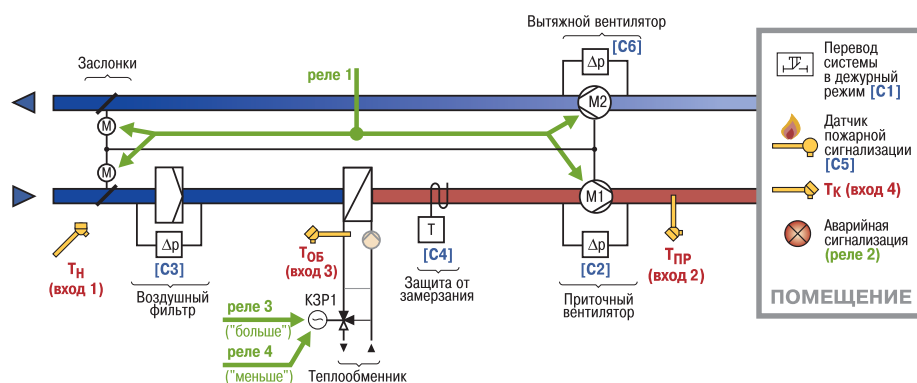 Вытяжной вентилятор
[C6]
Δp
Заслонки
реле 1
M
M2
M
M1
Tн
(вход 1)
Δp
[C3]
Воздушный
фильтр
Tоб
(вход 3)
T
[C4]
Защита от
замерзания
Δp
[C2]
Приточный
вентилятор
Tпр
(вход 2)
реле 3
("больше")
реле 4
("меньше")
КЗР1
Теплообменник
Перевод
системы
в дежурный
режим [C1]
Датчик
пожарной
сигнализации
[C5]
Tк (вход 4)
Аварийная
сигнализация
(реле 2)
ПОМЕЩЕНИЕ